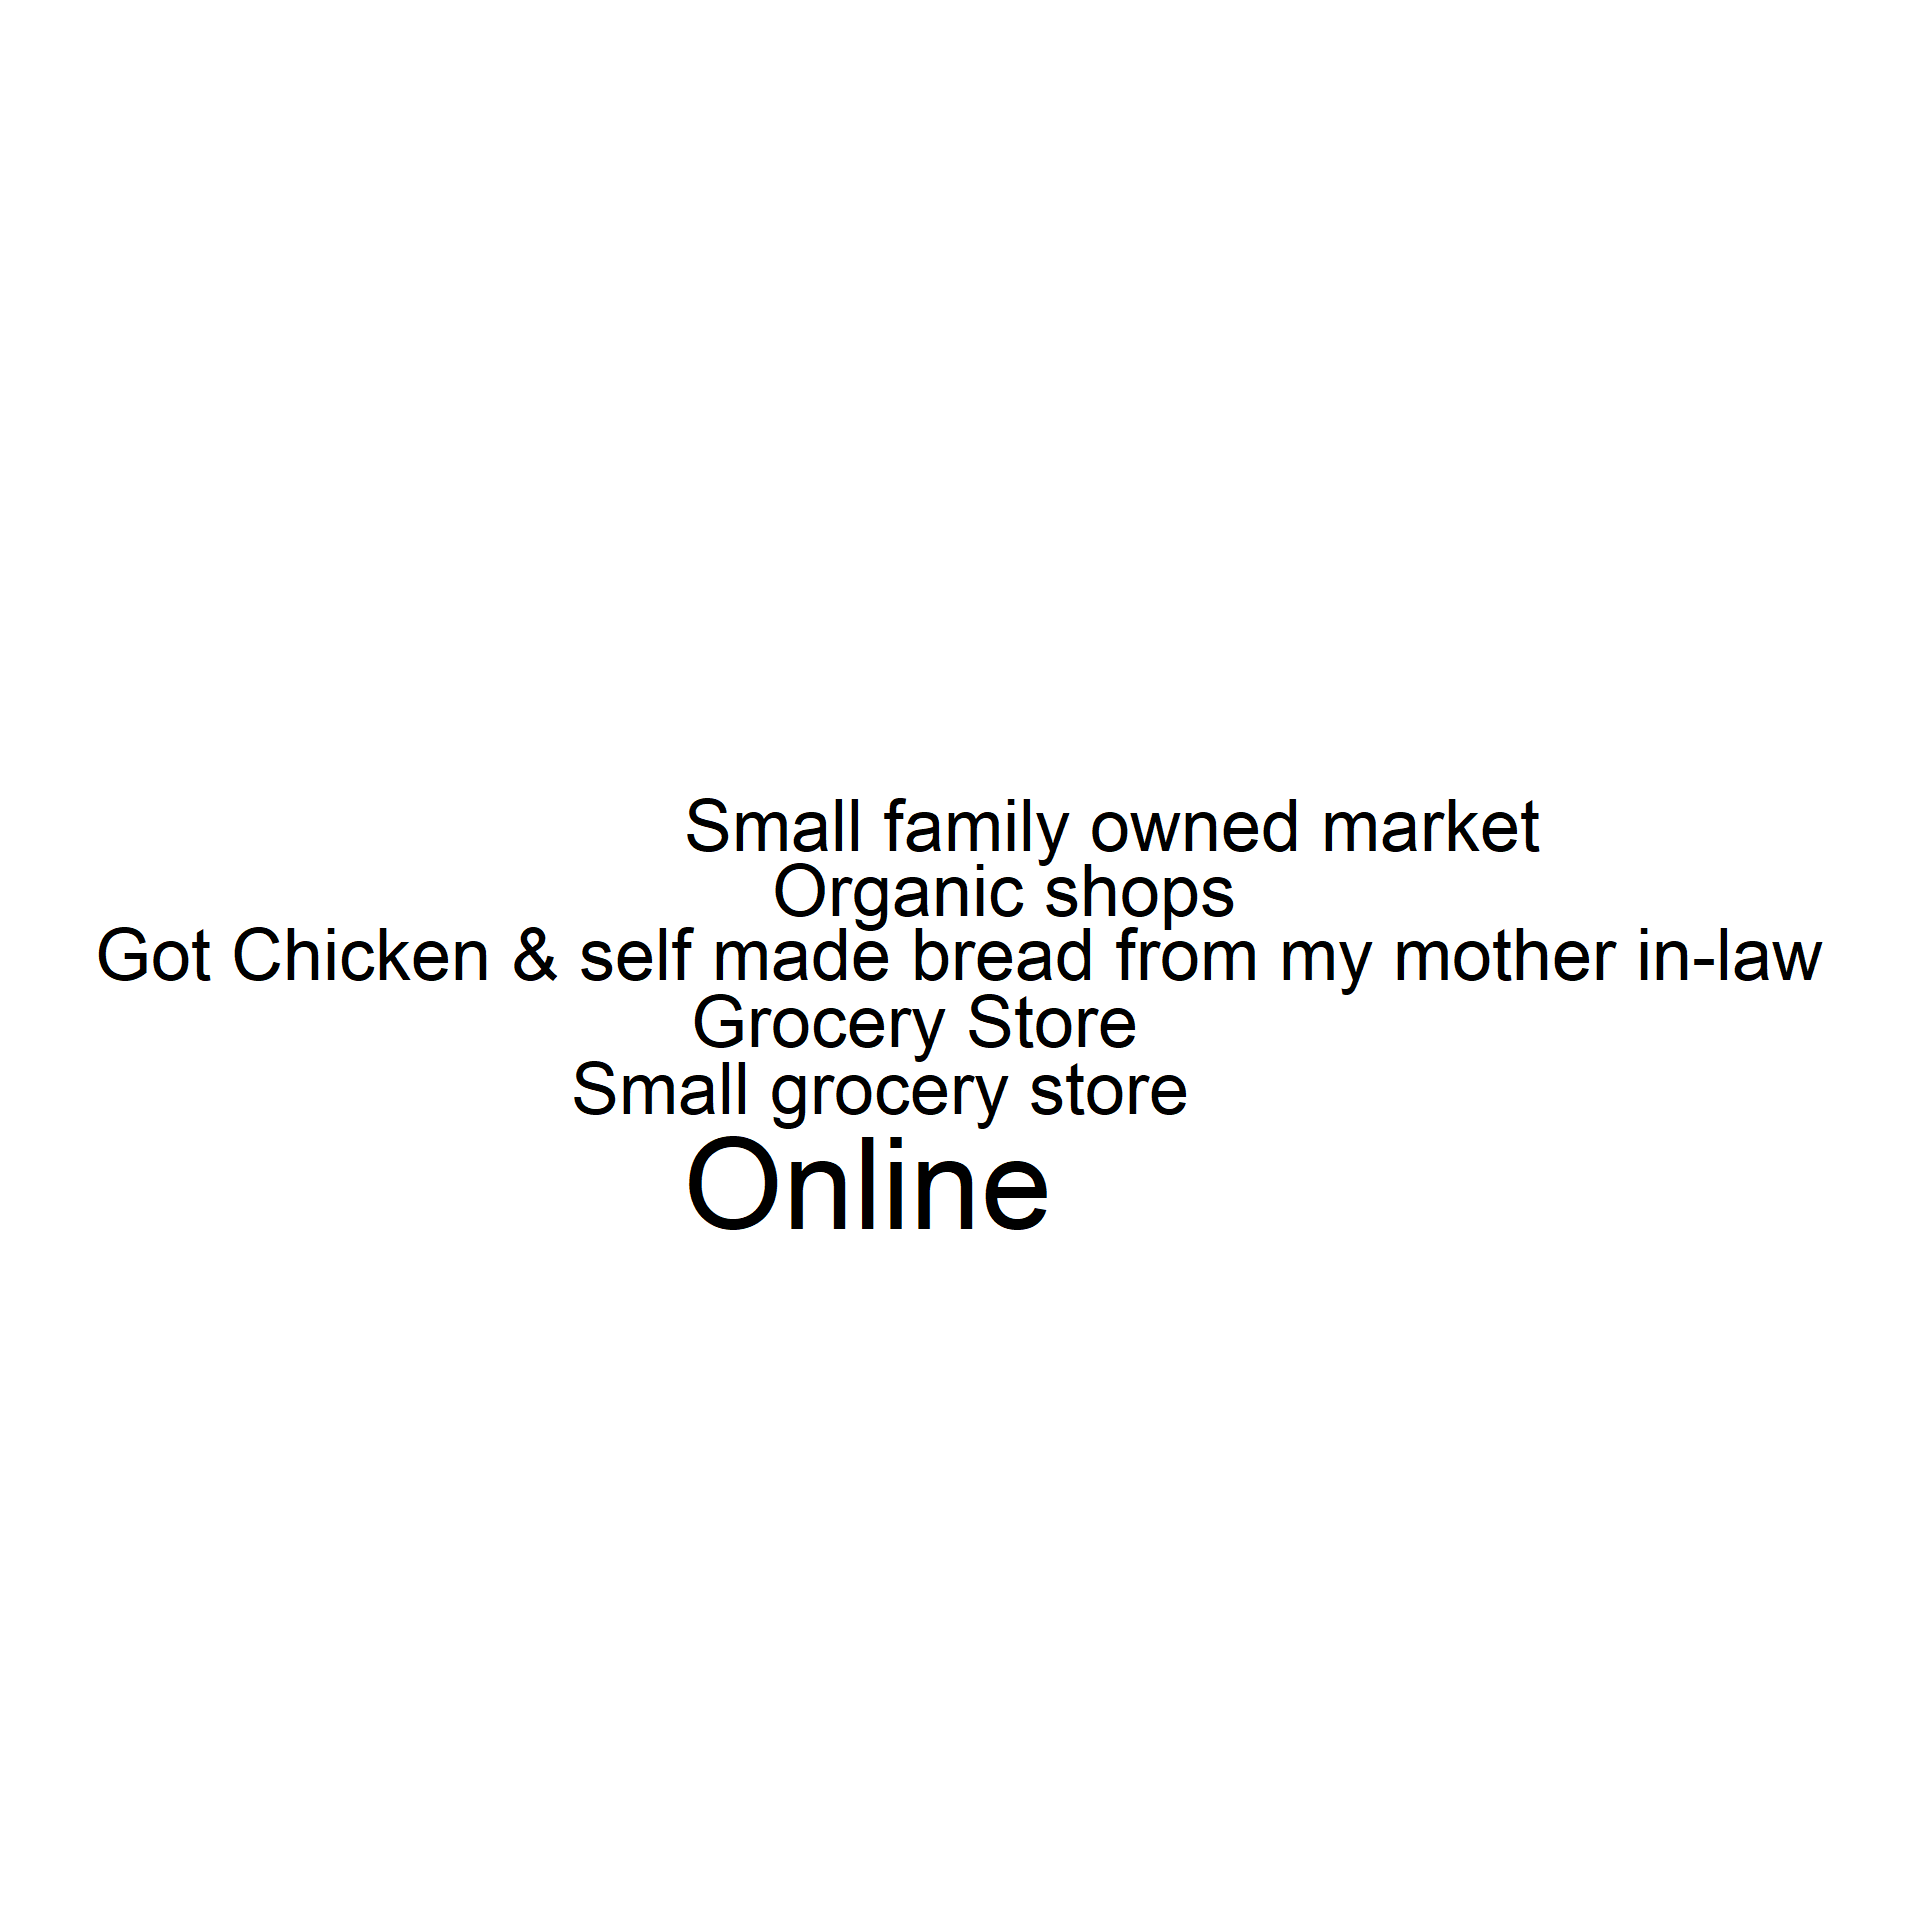 Small family owned market
Organic shops
Got Chicken & self made bread from my mother in-law
Grocery Store
Small grocery store
Online